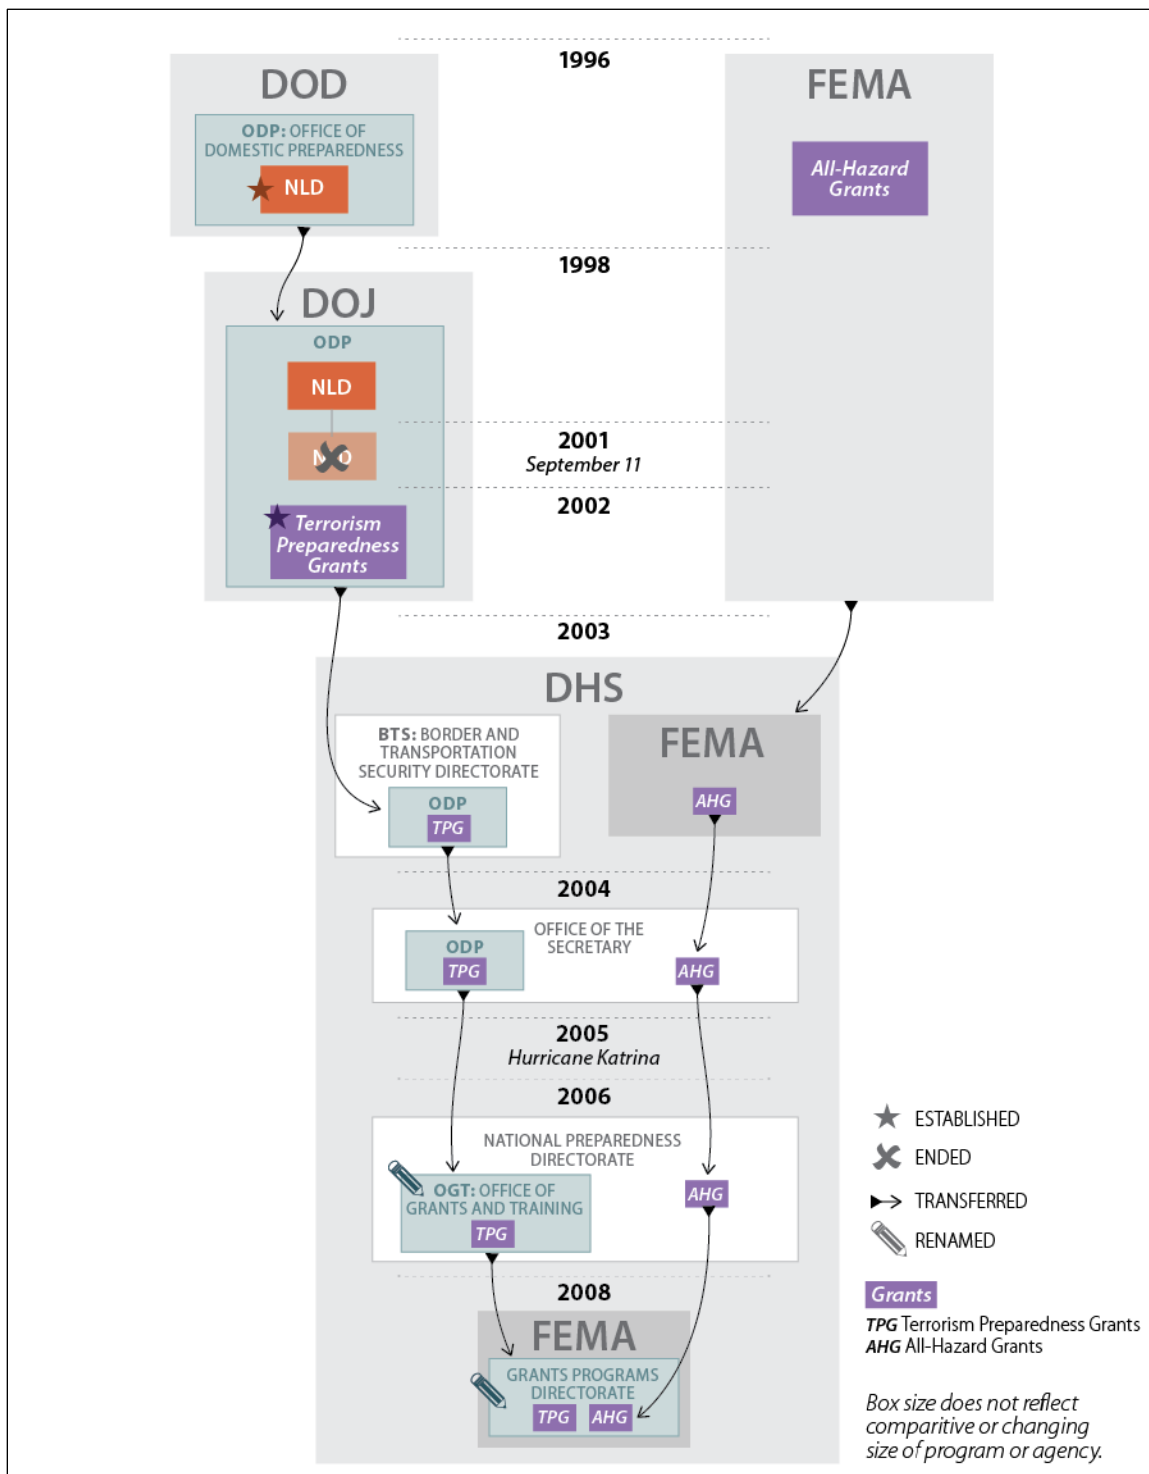 1996
DOD
ODP: OFFICE OF
DOMESTIC PREPAREDNESS
NLD
FEMA
All-Hazard
Grants
1998
DOJ
ODP
NLD
NLD
2001
September 11
2002
Terrorism
Preparedness
Grants
2003
DHS
BTS: BORDER AND
TRANSPORTATION
SECURITY DIRECTORATE
ODP
TPG
FEMA
AHG
2004
OFFICE OF THE
SECRETARY
ODP
TPG
AHG
2005
Hurricane Katrina
2006
NATIONAL PREPAREDNESS
DIRECTORATE
OGT: OFFICE OF
GRANTS AND TRAINING
TPG
AHG
2008
FEMA
GRANTS PROGRAMS
DIRECTORATE
TPG AHG
ESTABLISHED
ENDED
TRANSFERRED
RENAMED
Grants
TPG Terrorism Preparedness Grants
AHG All-Hazard Grants
Box size does not reflect
comparitive or changing
size of program or agency.